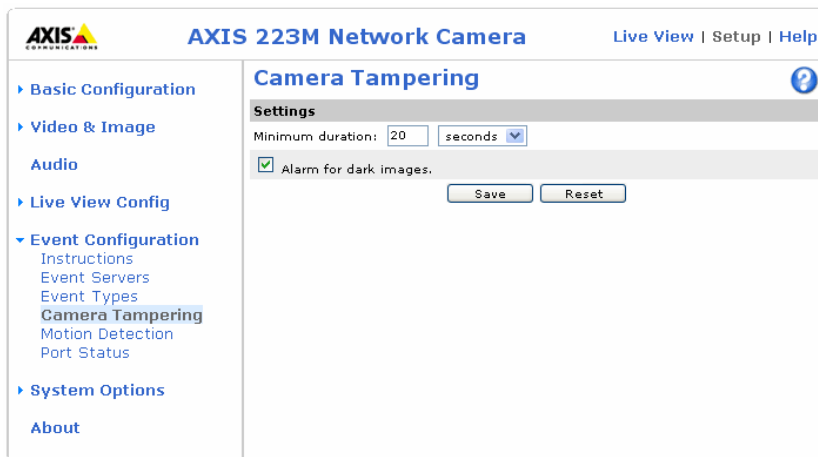 AXIS
COMMUNICATIONS
AXIS 223M Network Camera
Live View | Setup | Help
Basic Configuration
Video & Image
Audio
Live View Config
Event Configuration
Instructions
Event Servers
Event Types
Camera Tampering
Motion Detection
Port Status
System Options
About
Camera Tampering
?
Settings
Minimum duration: 20 seconds
Alarm for dark images.
Save Reset